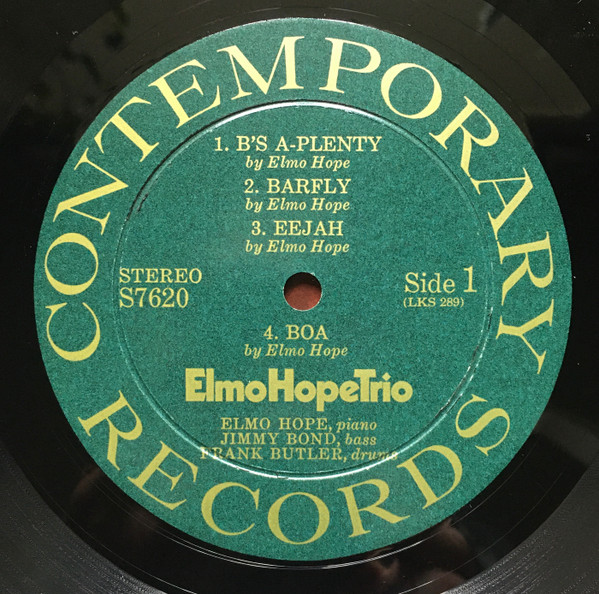 CONTEMPORARY
1. B'S A-PLENTY
by Elmo Hope
2. BARFLY
by Elmo Hope
3. EEJAH
by Elmo Hope
STEREO
S7620
Side 1
(LKS 289)
4. BOA
by Elmo Hope
ElmoHopeTrio
ELMO HOPE, piano
JIMMY BOND, bass
FRANK BUTLER, drums
RECORDS